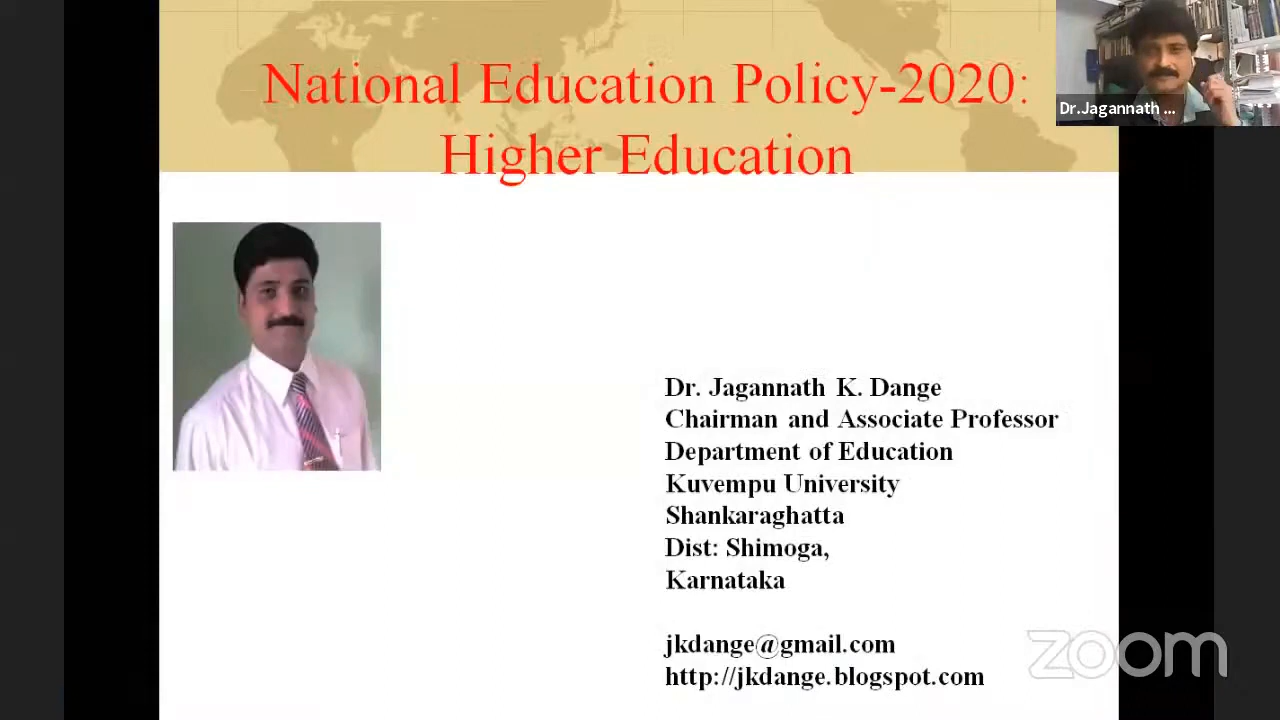 National Education Policy-2020:
Higher Education
Dr.Jagannath ...
Dr. Jagannath K. Dange
Chairman and Associate Professor
Department of Education
Kuvempu University
Shankaraghatta
Dist: Shimoga,
Karnataka
jkdange@gmail.com
http://jkdange.blogspot.com
zoom